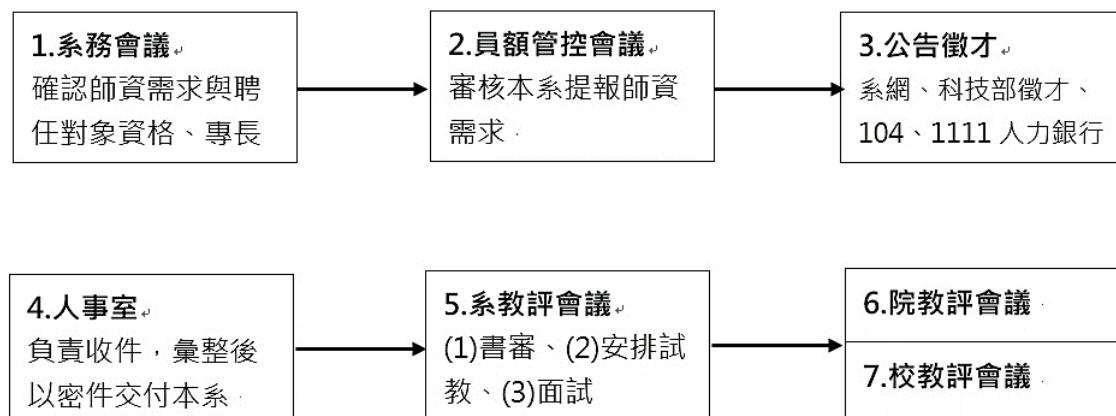 1.系務會議
確認師資需求與聘
任對象資格、專長
2.員額管控會議
審核本系提報師資
需求
3.公告徵才
系網、科技部徵才、
104、1111 人力銀行
4.人事室
負責收件，彙整後
以密件交付本系
5.系教評會議
(1)書審、(2)安排試
教、(3)面試
6.院教評會議
7.校教評會議